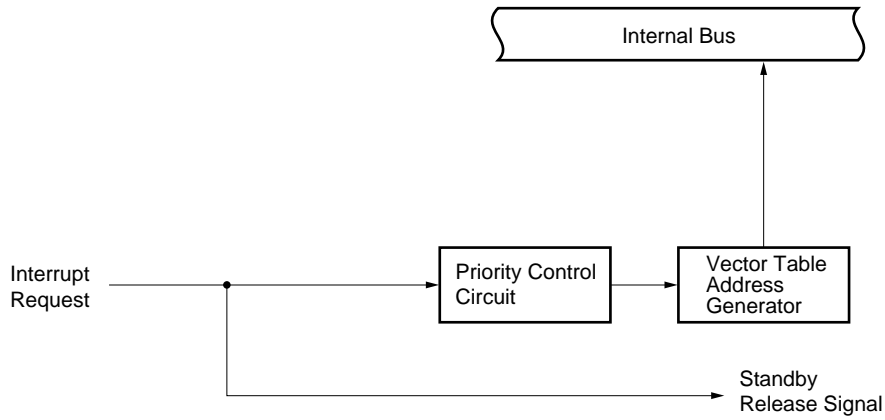 Internal Bus
Interrupt
Request
Priority Control
Circuit
Vector Table
Address
Generator
Standby
Release Signal